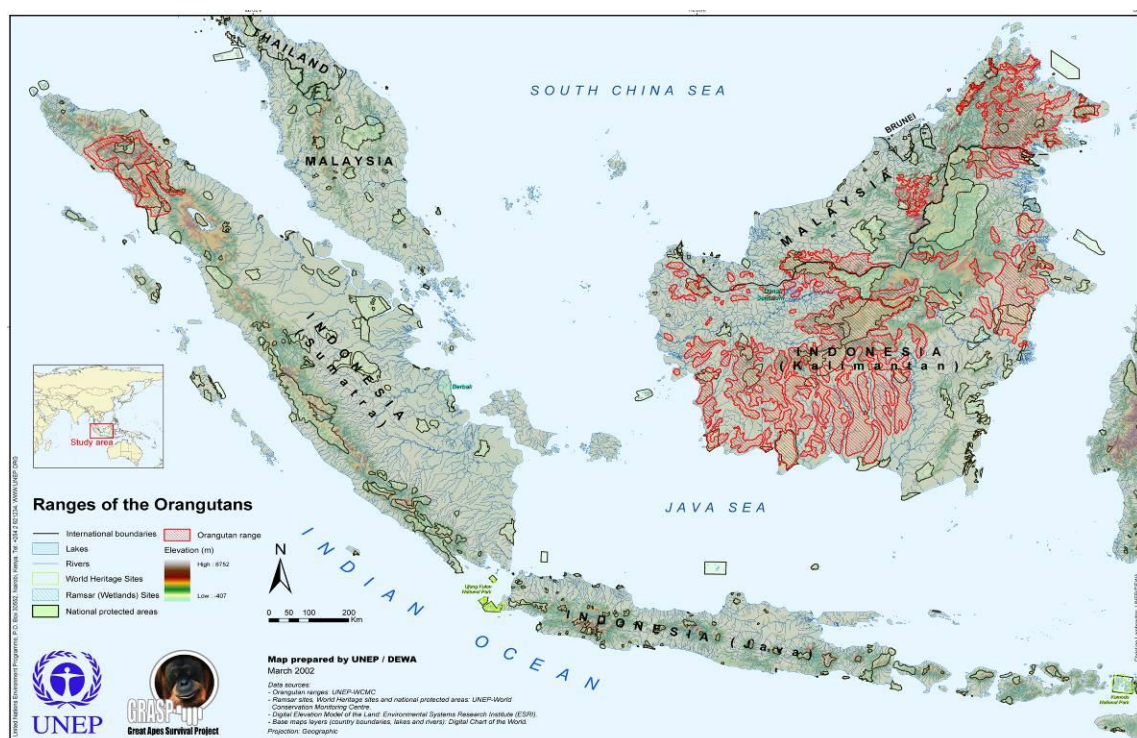 THAILAND
SOUTH CHINA SEA
BRUNEI
MALAYSIA
MALAYSIA
INDONESIA
(Sumatra)
Berbak
INDONESIA
(Kalimantan)
Study area
JAVA SEA
INDIAN OCEAN
Ujung Kulon
National Park
INDONESIA (Java)
Komodo
National Park
Ranges of the Orangutans
International boundaries
Lakes
Rivers
World Heritage Sites
Ramsar (Wetlands) Sites
National protected areas
Orangutan range
Elevation (m)
High : 8752
Low : -407
N
0 50 100 200
Km
UNEP
GRASP
Great Apes Survival Project
Map prepared by UNEP / DEWA
March 2002
Data sources:
- Orangutan ranges: UNEP-WCMC
- Ramsar sites, World Heritage sites and national protected areas: UNEP-World
Conservation Monitoring Centre.
- Digital Elevation Model of the Land: Environmental Systems Research Institute (ESRI).
- Base maps layers (country boundaries, lakes and rivers): Digital Chart of the World.
Projection: Geographic